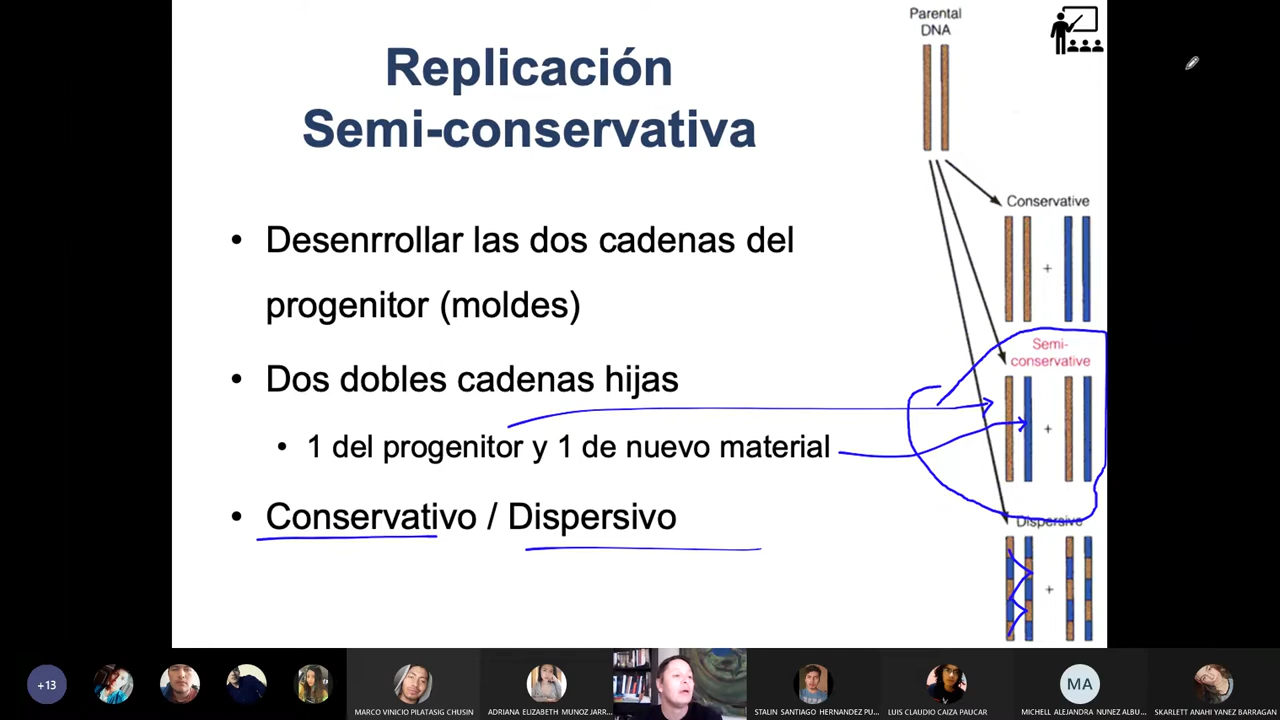 Replicación
Semi-conservativa
• Desenrrollar las dos cadenas del
progenitor (moldes)
• Dos dobles cadenas hijas
• 1 del progenitor y 1 de nuevo material
• Conservativo / Dispersivo
Parental
DNA
Conservative
+
Semi-
conservative
+
Dispersive
+
+13
MARCO VINICIO PILATASIG CHUSIN
ADRIANA ELIZABETH MUNOZ JARR...
STALIN SANTIAGO HERNANDEZ PU...
LUIS CLAUDIO CAIZA PAUCAR
MA
MICHELL ALEJANDRA NUNEZ ALBU...
SKARLETT ANAHI YANEZ BARRAGAN